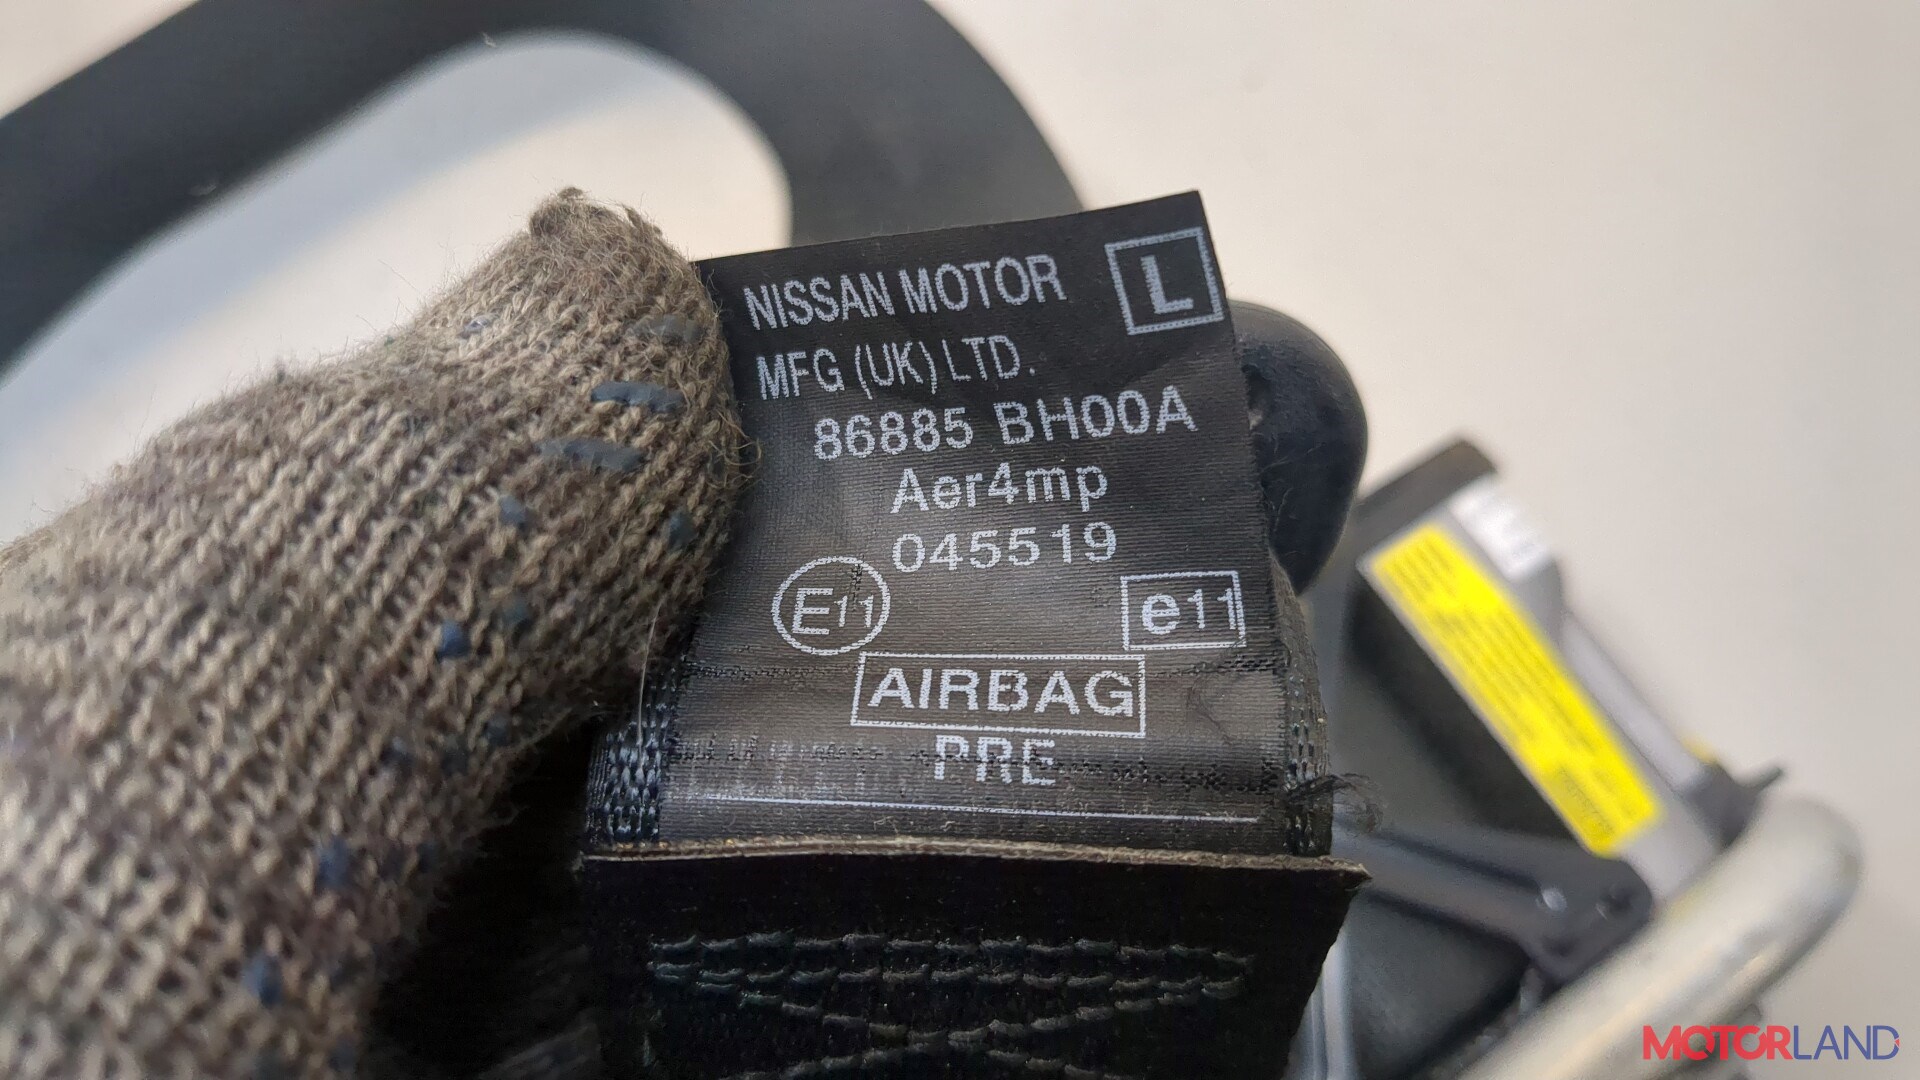 NISSAN MOTOR L
MFG (UK) LTD.
86885 BH00A
Aer4mp
045519
E11 e11
AIRBAG
PRE
MOTORLAND